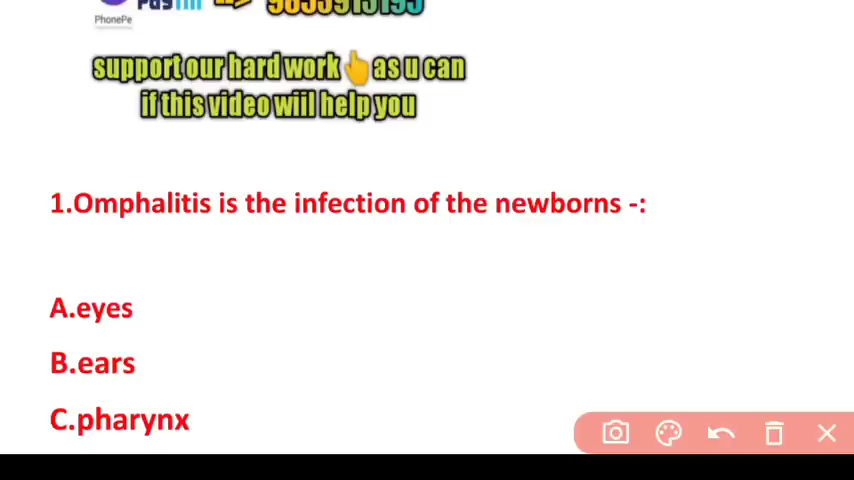 PhonePe
support our hard work 👆 as u can
if this video wiil help you
1.Omphalitis is the infection of the newborns -:
A.eyes
B.ears
C.pharynx